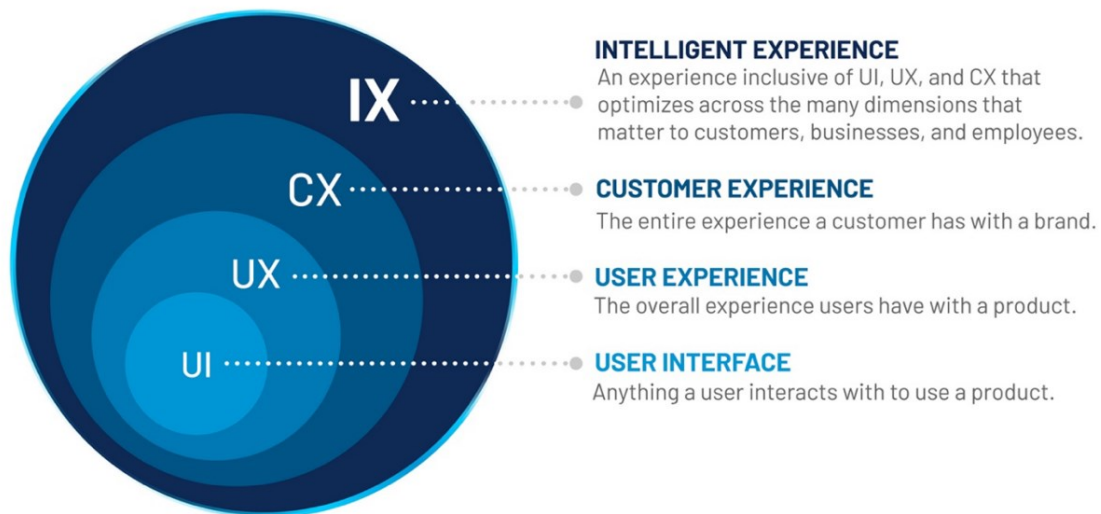 IX
INTELLIGENT EXPERIENCE
An experience inclusive of UI, UX, and CX that
optimizes across the many dimensions that
matter to customers, businesses, and employees.
CX
CUSTOMER EXPERIENCE
The entire experience a customer has with a brand.
UX
USER EXPERIENCE
The overall experience users have with a product.
UI
USER INTERFACE
Anything a user interacts with to use a product.